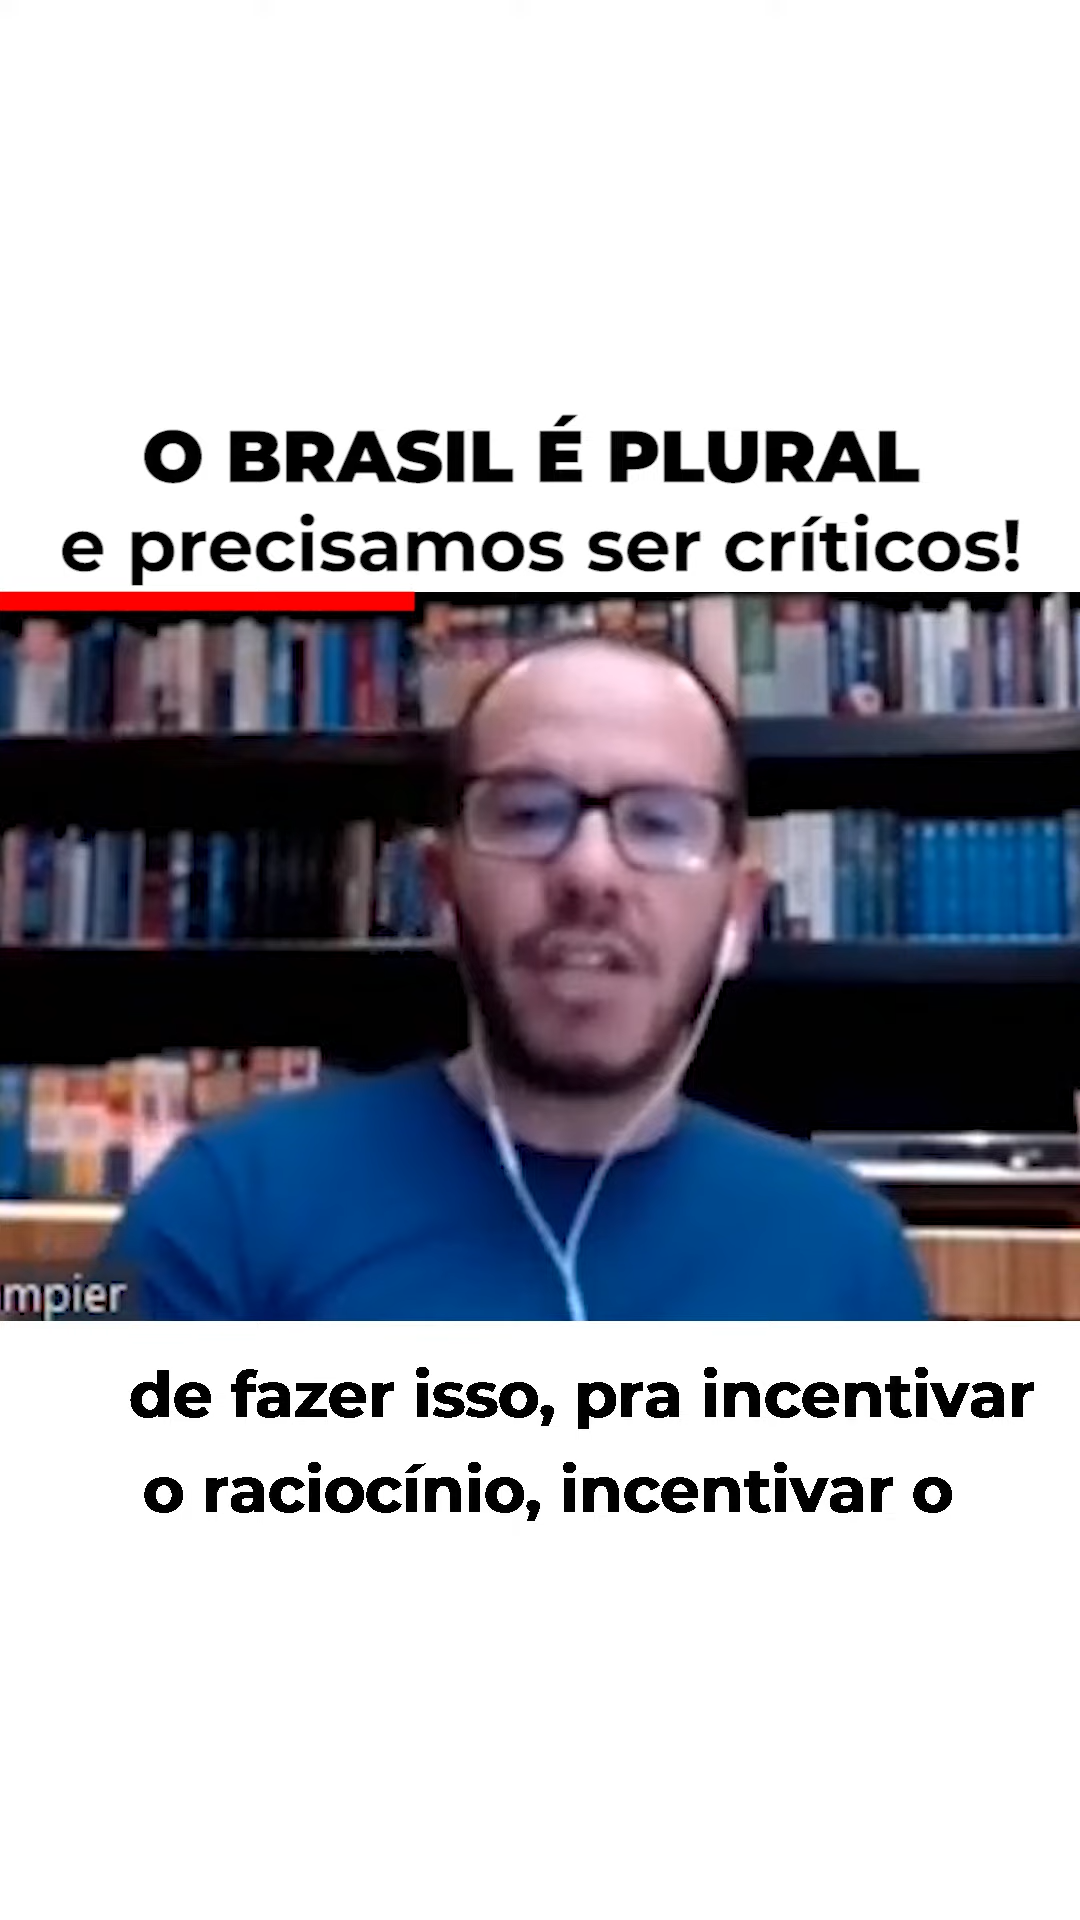 O BRASIL É PLURAL
e precisamos ser críticos!
mpier
de fazer isso, pra incentivar
o raciocínio, incentivar o